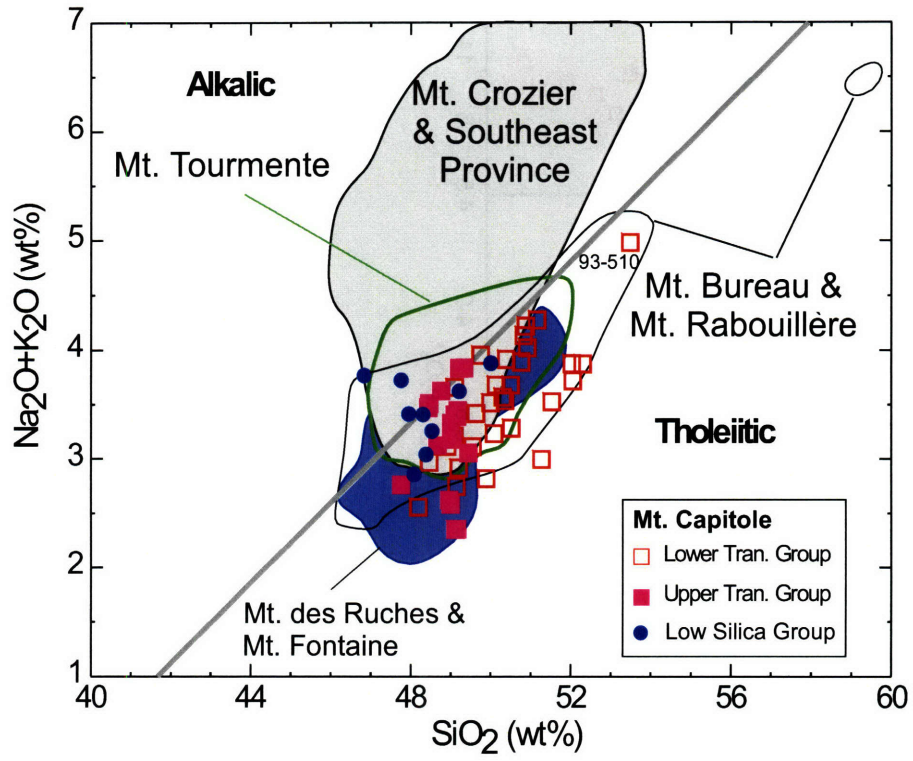 7
6
5
4
3
2
1
Na2O+K2O (wt%)
Alkalic
Mt. Crozier
& Southeast
Province
Mt. Tourmente
93-510
Mt. Bureau &
Mt. Rabouillère
Tholeiitic
Mt. des Ruches &
Mt. Fontaine
Mt. Capitole
Lower Tran. Group
Upper Tran. Group
Low Silica Group
40 44 48 52 56 60
SiO2 (wt%)